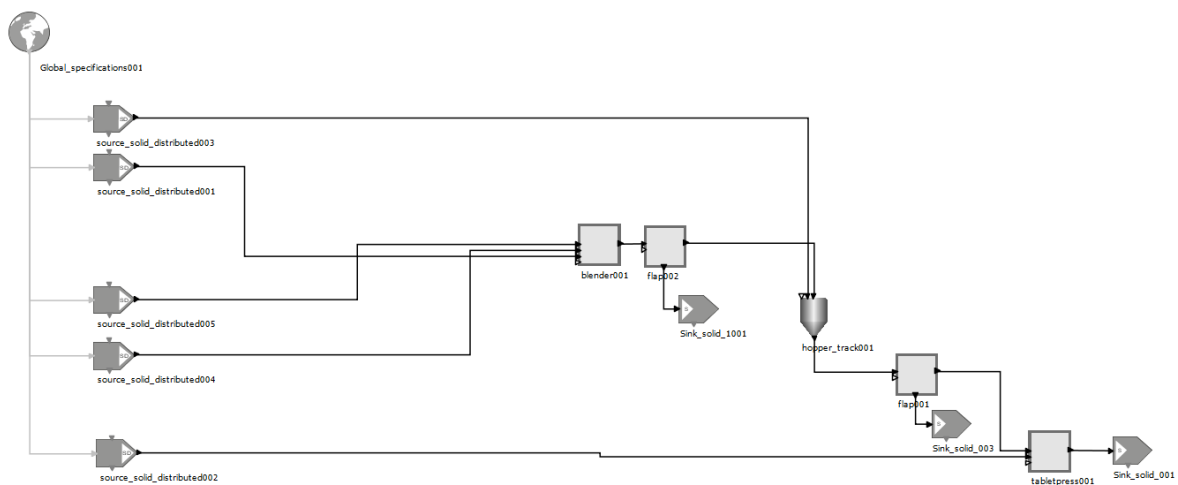 Global_specifications001
source_solid_distributed003
source_solid_distributed001
blender001
flap002
source_solid_distributed005
Sink_solid_1001
hopper_track001
source_solid_distributed004
flap001
Sink_solid_003
source_solid_distributed002
Sink_solid_001
tabletpress001